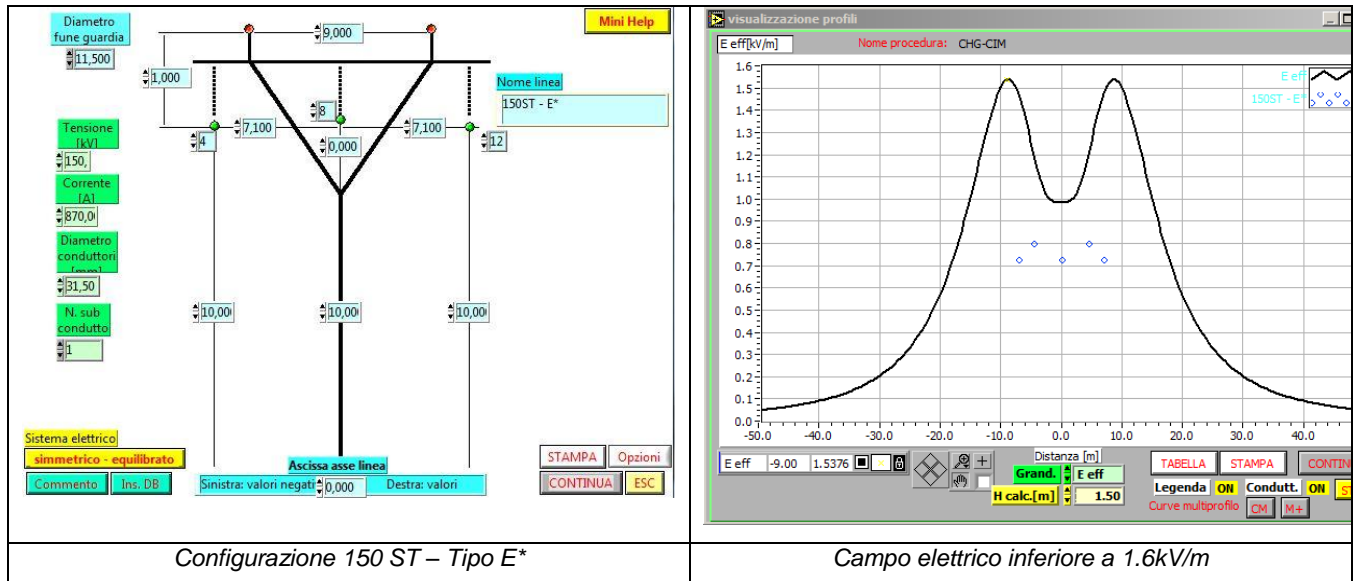 Diametro
fune guardia
11,500
9,000
Mini Help
1,000
Nome linea
150ST - E*
8
7,100
7,100
4
0,000
12
Tensione
[kV]
150,
Corrente
[A]
870,0
Diametro
conduttori
[mm]
31,50
N. sub
condutto
1
10,00
10,00
10,00
Sistema elettrico
simmetrico - equilibrato
Commento
Ins. DB
Ascissa asse linea
Sinistra: valori negati
0,000
Destra: valori
STAMPA
Opzioni
CONTINUA
ESC
visualizzazione profili
E eff[kV/m]
Nome procedura: CHG-CIM
E eff
150ST - E*
1.6
1.5
1.4
1.3
1.2
1.1
1.0
0.9
0.8
0.7
0.6
0.5
0.4
0.3
0.2
0.1
0.0
-50.0 -40.0 -30.0 -20.0 -10.0 0.0 10.0 20.0 30.0 40.0
Distanza [m]
E eff -9.00 1.5376
Grand. E eff
H calc.[m] 1.50
TABELLA STAMPA CONTIN
Legenda ON Condutt. ON ST
Curve multiprofilo CM M+
Configurazione 150 ST – Tipo E*
Campo elettrico inferiore a 1.6kV/m